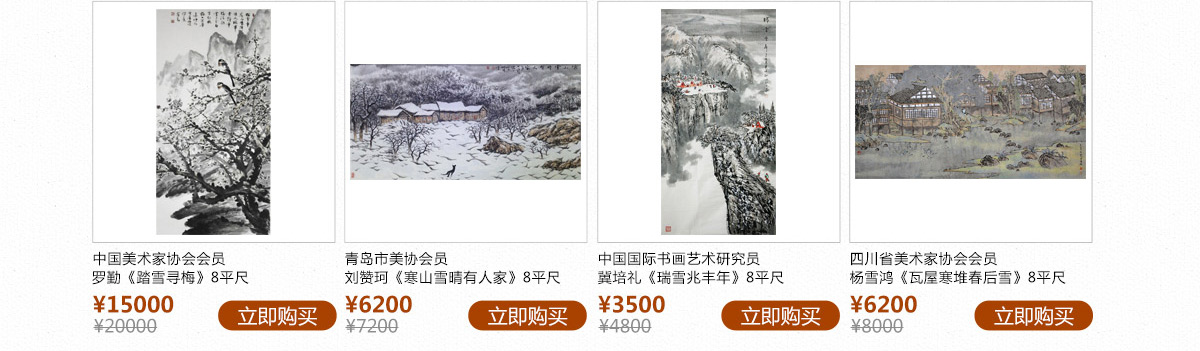 中国美术家协会会员
罗勤《踏雪寻梅》8平尺
¥15000
¥20000
立即购买
青岛市美协会员
刘赞珂《寒山雪晴有人家》8平尺
¥6200
¥7200
立即购买
中国国际书画艺术研究员
冀培礼《瑞雪兆丰年》8平尺
¥3500
¥4800
立即购买
四川省美术家协会会员
杨雪鸿《瓦屋寒堆春后雪》8平尺
¥6200
¥8000
立即购买